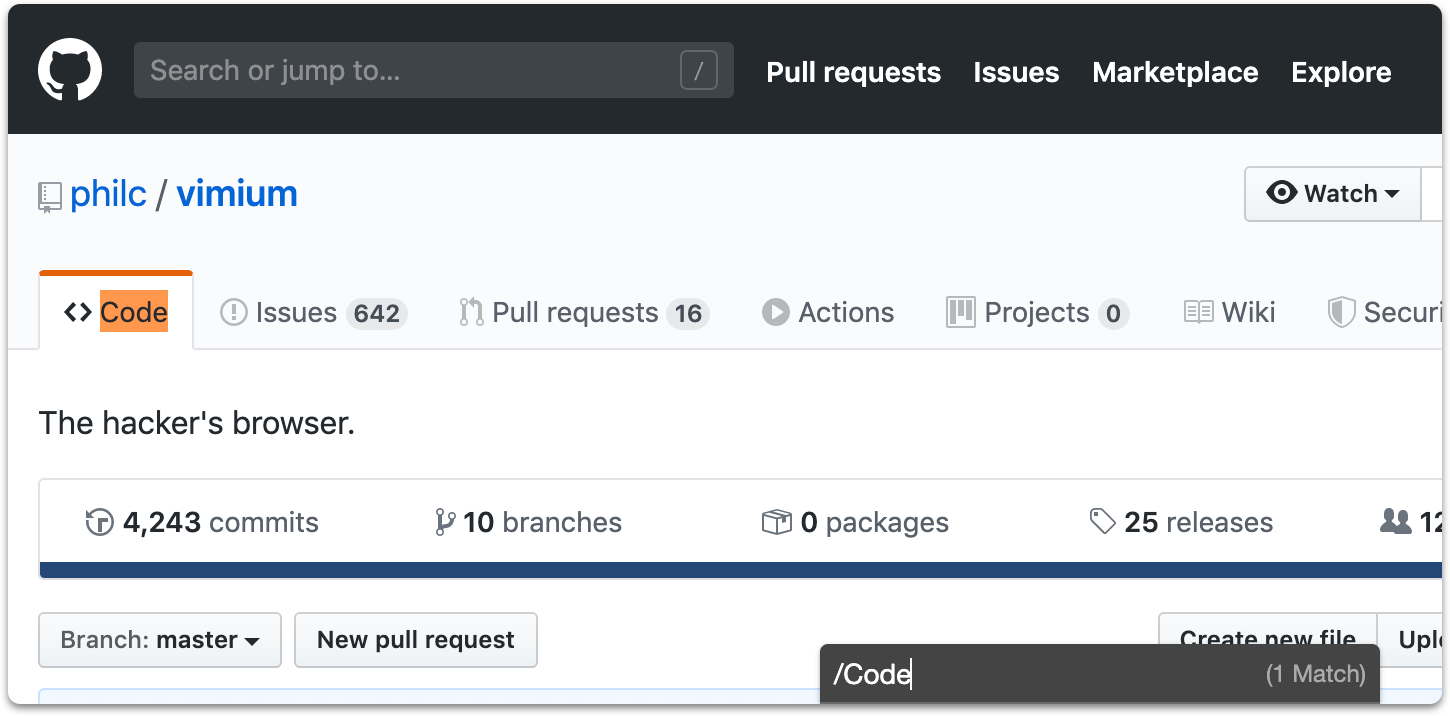 Search or jump to... /
Pull requests Issues Marketplace Explore
philc / vimium
Watch
Code Issues 642 Pull requests 16 Actions Projects 0 Wiki Securi
The hacker's browser.
4,243 commits 10 branches 0 packages 25 releases 12
Branch: master New pull request Create new file Uplo
/Code (1 Match)